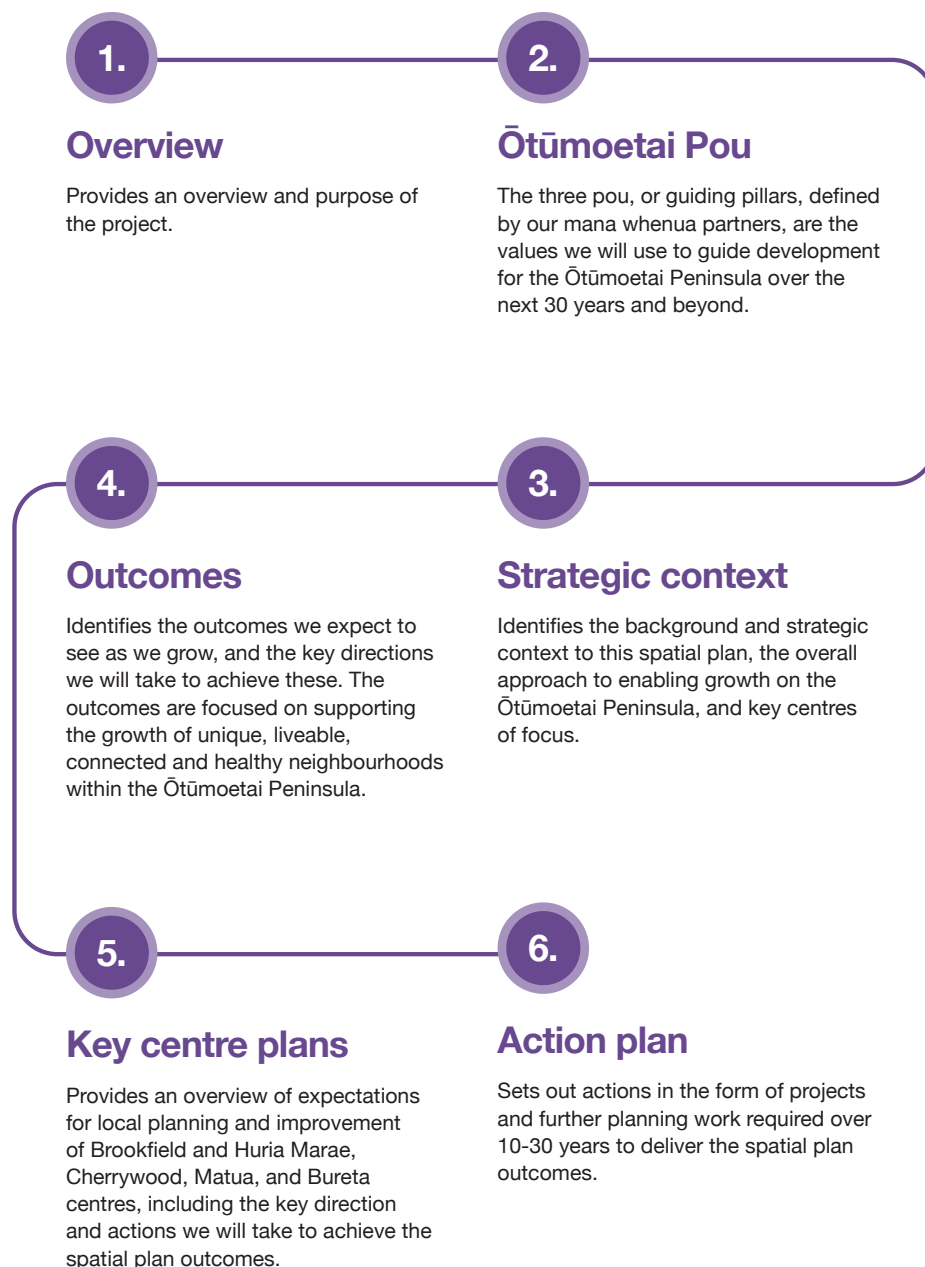 1.
Overview
Provides an overview and purpose of
the project.
2.
Ōtūmoetai Pou
The three pou, or guiding pillars, defined
by our mana whenua partners, are the
values we will use to guide development
for the Ōtūmoetai Peninsula over the
next 30 years and beyond.
3.
Strategic context
Identifies the background and strategic
context to this spatial plan, the overall
approach to enabling growth on the
Ōtūmoetai Peninsula, and key centres
of focus.
4.
Outcomes
Identifies the outcomes we expect to
see as we grow, and the key directions
we will take to achieve these. The
outcomes are focused on supporting
the growth of unique, liveable,
connected and healthy neighbourhoods
within the Ōtūmoetai Peninsula.
5.
Key centre plans
Provides an overview of expectations
for local planning and improvement
of Brookfield and Huria Marae,
Cherrywood, Matua, and Bureta
centres, including the key direction
and actions we will take to achieve the
spatial plan outcomes.
6.
Action plan
Sets out actions in the form of projects
and further planning work required over
10-30 years to deliver the spatial plan
outcomes.